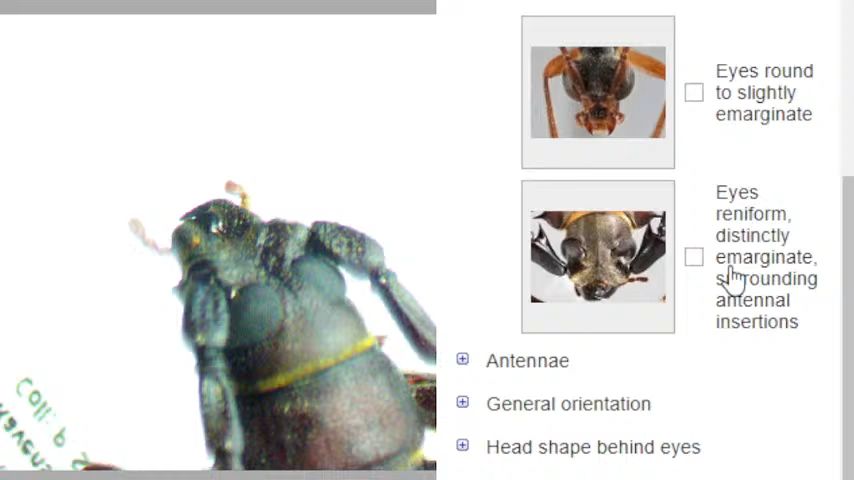 Eyes round
to slightly
emarginate
Eyes
reniform,
distinctly
emarginate,
surrounding
antennal
insertions
Antennae
General orientation
Head shape behind eyes
Coll: